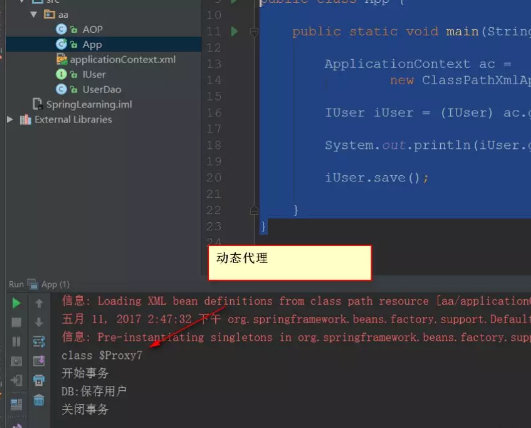 src
aa
AOP
App
applicationContext.xml
IUser
UserDao
SpringLearning.iml
External Libraries
9
10
11
12
13
14
15
16
17
18
19
20
21
22
23
24
public class App {
public static void main(String
ApplicationContext ac =
new ClassPathXmlAp
IUser iUser = (IUser) ac.g
System.out.println(iUser.g
iUser.save();
}
}
动态代理
Run App (1)
信息: Loading XML bean definitions from class path resource [aa/application
五月 11, 2017 2:47:32 下午 org.springframework.beans.factory.support.Default
信息: Pre-instantiating singletons in org.springframework.beans.factory.supp
class $Proxy7
开始事务
DB:保存用户
关闭事务